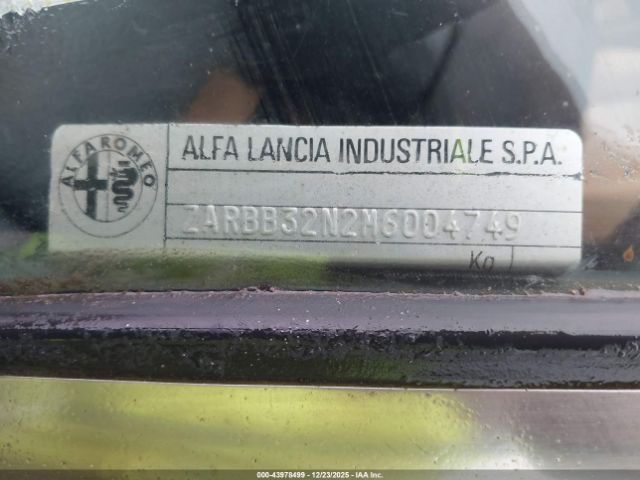 ALFA ROMEO
ALFA LANCIA INDUSTRIALE S.P.A.
ZARBB32N2M6004749
Kg
000-43978499 - 12/23/2025 - IAA Inc.